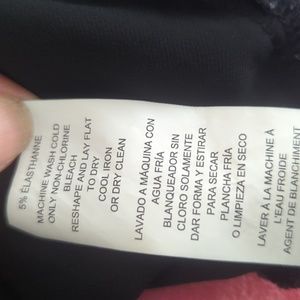 5% ÉLASTHANNE
MACHINE WASH COLD
ONLY NON-CHLORINE
BLEACH
RESHAPE AND LAY FLAT
TO DRY
COOL IRON
OR DRY CLEAN
LAVADO A MÁQUINA CON
AGUA FRÍA
BLANQUEADOR SIN
CLORO SOLAMENTE
DAR FORMA Y ESTIRAR
PARA SECAR
PLANCHA FRÍA
O LIMPIEZA EN SECO
LAVER À LA MACHINE À
L'EAU FROIDE
AGENT DE BLANCHIMENT